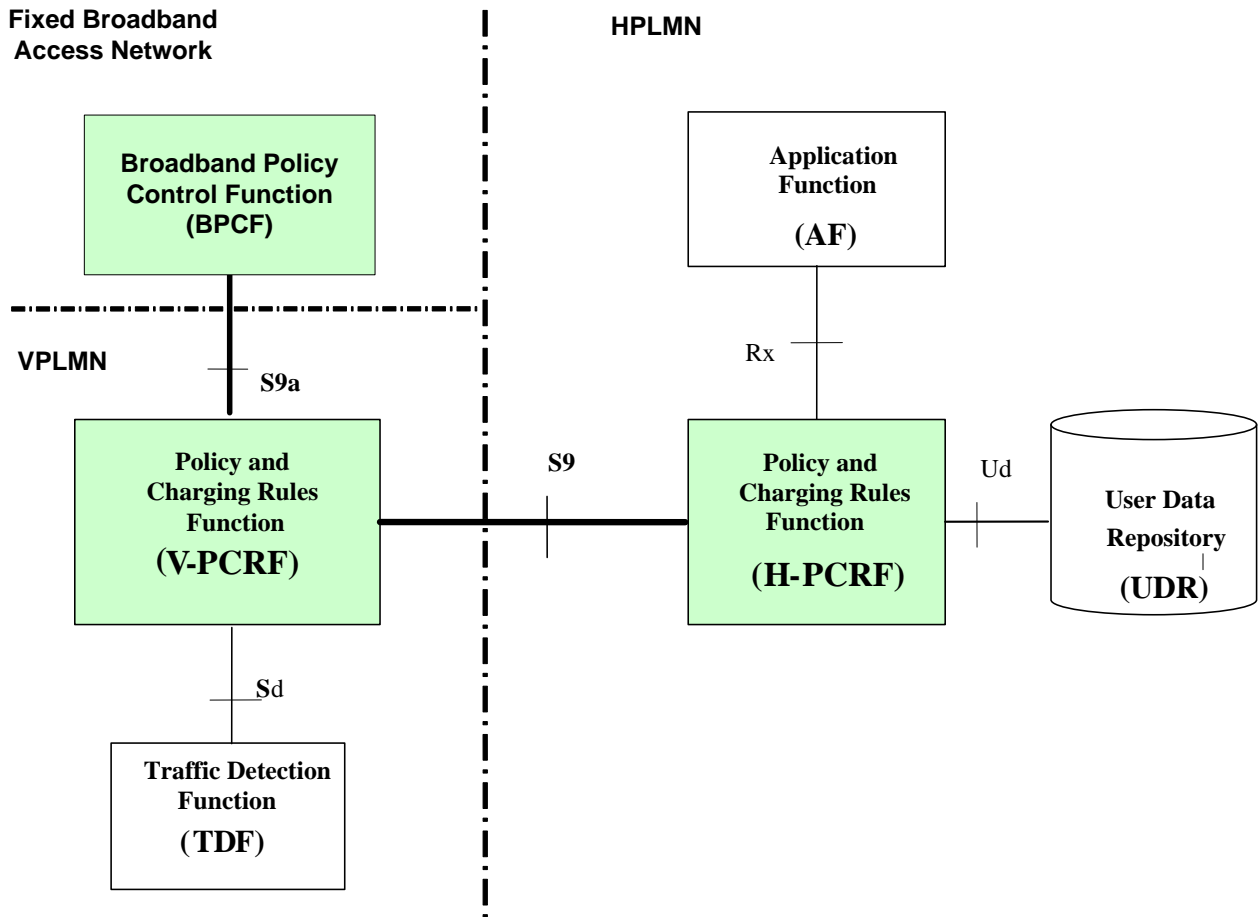 Fixed Broadband
Access Network
HPLMN
Broadband Policy
Control Function
(BPCF)
Application
Function
(AF)
Rx
VPLMN
S9a
Policy and
Charging Rules
Function
(V-PCRF)
S9
Policy and
Charging Rules
Function
(H-PCRF)
Ud
User Data
Repository
(UDR)
Sd
Traffic Detection
Function
(TDF)